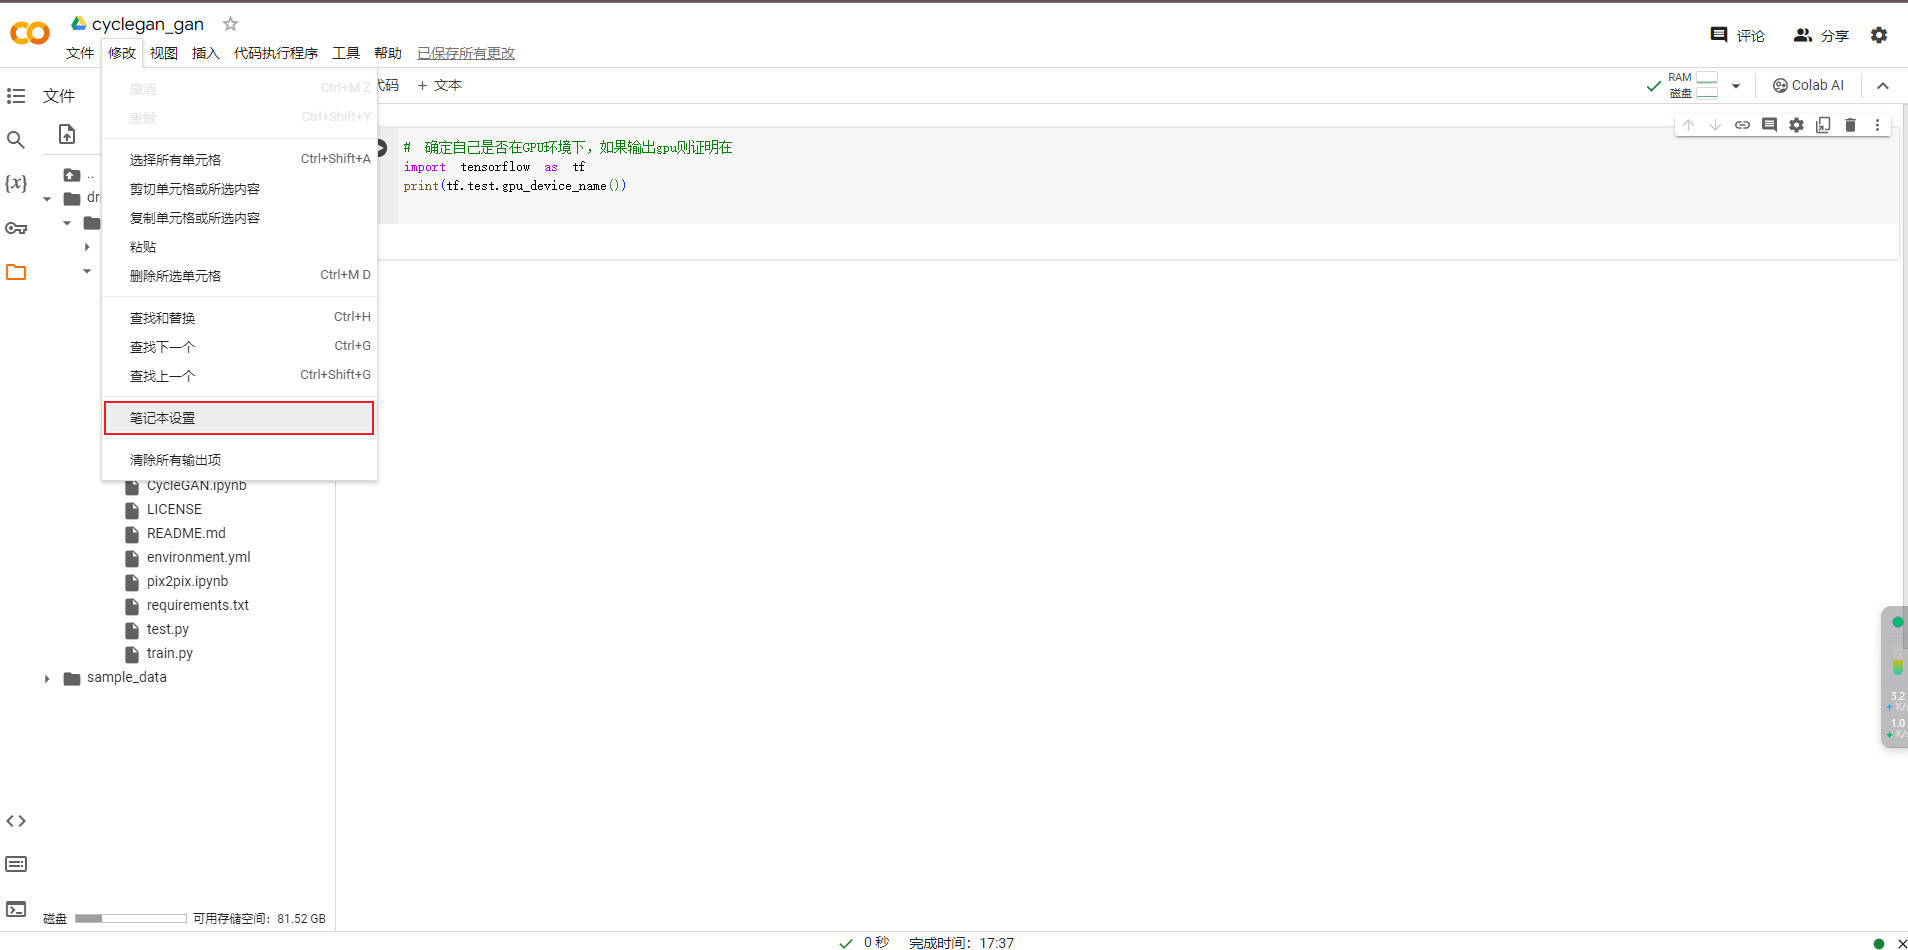 cyclegan_gan
文件 修改 视图 插入 代码执行程序 工具 帮助 已保存所有更改
评论 分享
文件
撤消 Ctrl+M Z
重做 Ctrl+Shift+Y
选择所有单元格 Ctrl+Shift+A
剪切单元格或所选内容
复制单元格或所选内容
粘贴
删除所选单元格 Ctrl+M D
查找和替换 Ctrl+H
查找下一个 Ctrl+G
查找上一个 Ctrl+Shift+G
笔记本设置
清除所有输出项
代码 + 文本
RAM
磁盘
Colab AI
# 确定自己是否在GPU环境下，如果输出gpu则证明在
import tensorflow as tf
print(tf.test.gpu_device_name())
{x}
..
dr
CycleGAN.ipynb
LICENSE
README.md
environment.yml
pix2pix.ipynb
requirements.txt
test.py
train.py
sample_data
3.2
K/s
1.0
K/s
磁盘 可用存储空间：81.52 GB
0 秒 完成时间：17:37